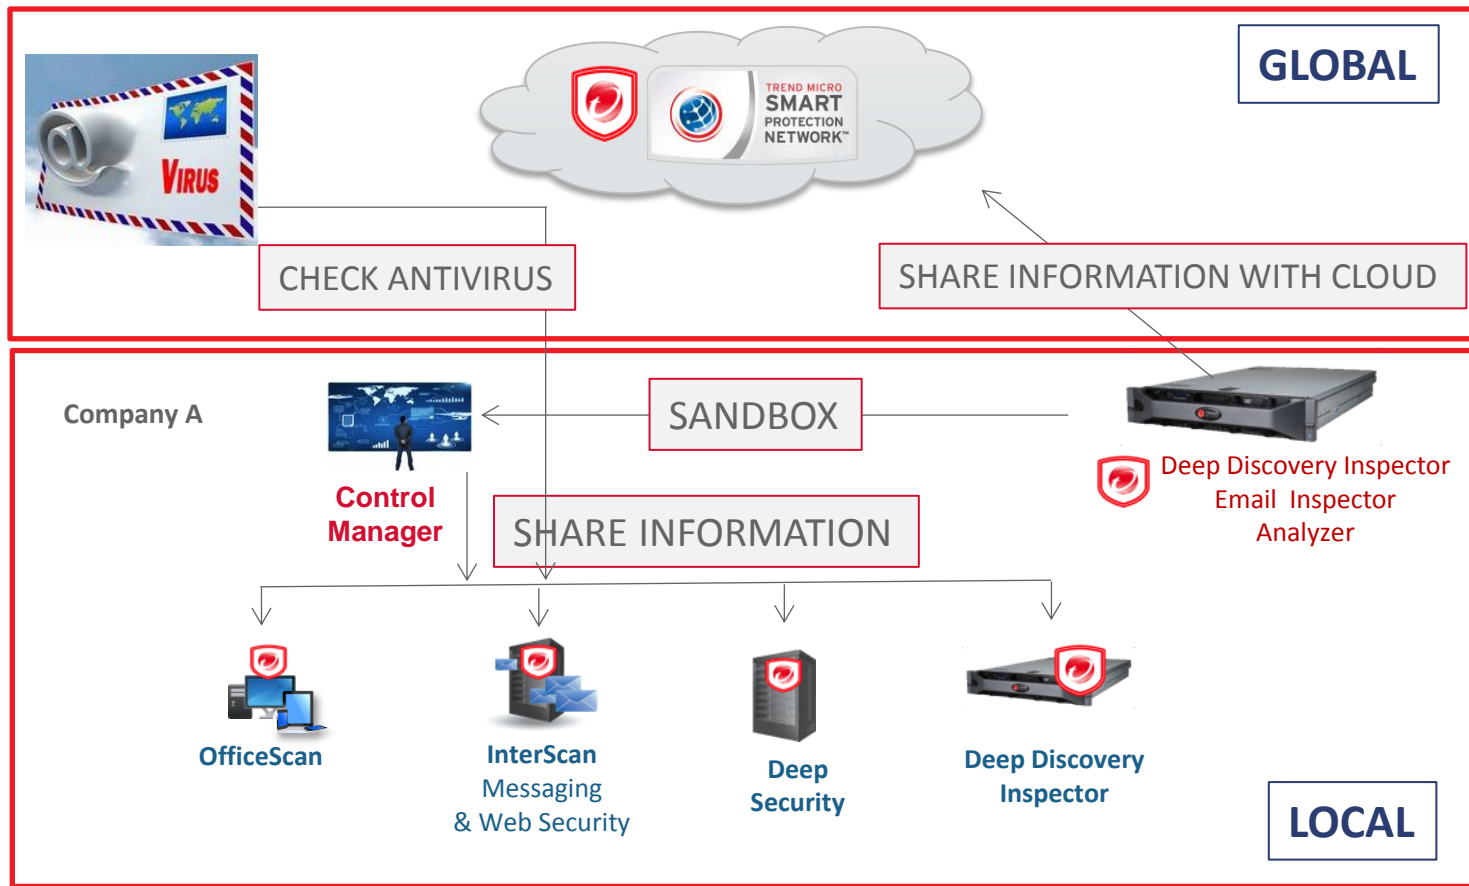 GLOBAL
@
VIRUS
TREND MICRO
SMART
PROTECTION
NETWORK™
CHECK ANTIVIRUS
SHARE INFORMATION WITH CLOUD
Company A
SANDBOX
Control
Manager
Deep Discovery Inspector
Email Inspector
Analyzer
SHARE INFORMATION
OfficeScan
InterScan
Messaging
& Web Security
Deep
Security
Deep Discovery
Inspector
LOCAL